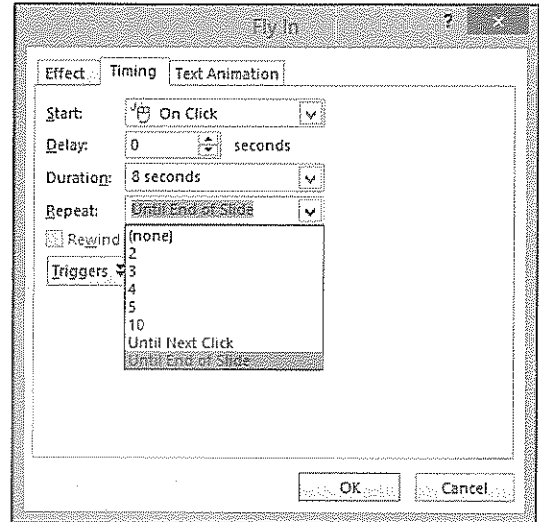 Fly In ? ×
Effect Timing Text Animation
Start: On Click
Delay: 0 seconds
Duration: 8 seconds
Repeat: Until End of Slide
Rewind
(none)
Triggers
2
3
4
5
10
Until Next Click
Until End of Slide
OK Cancel